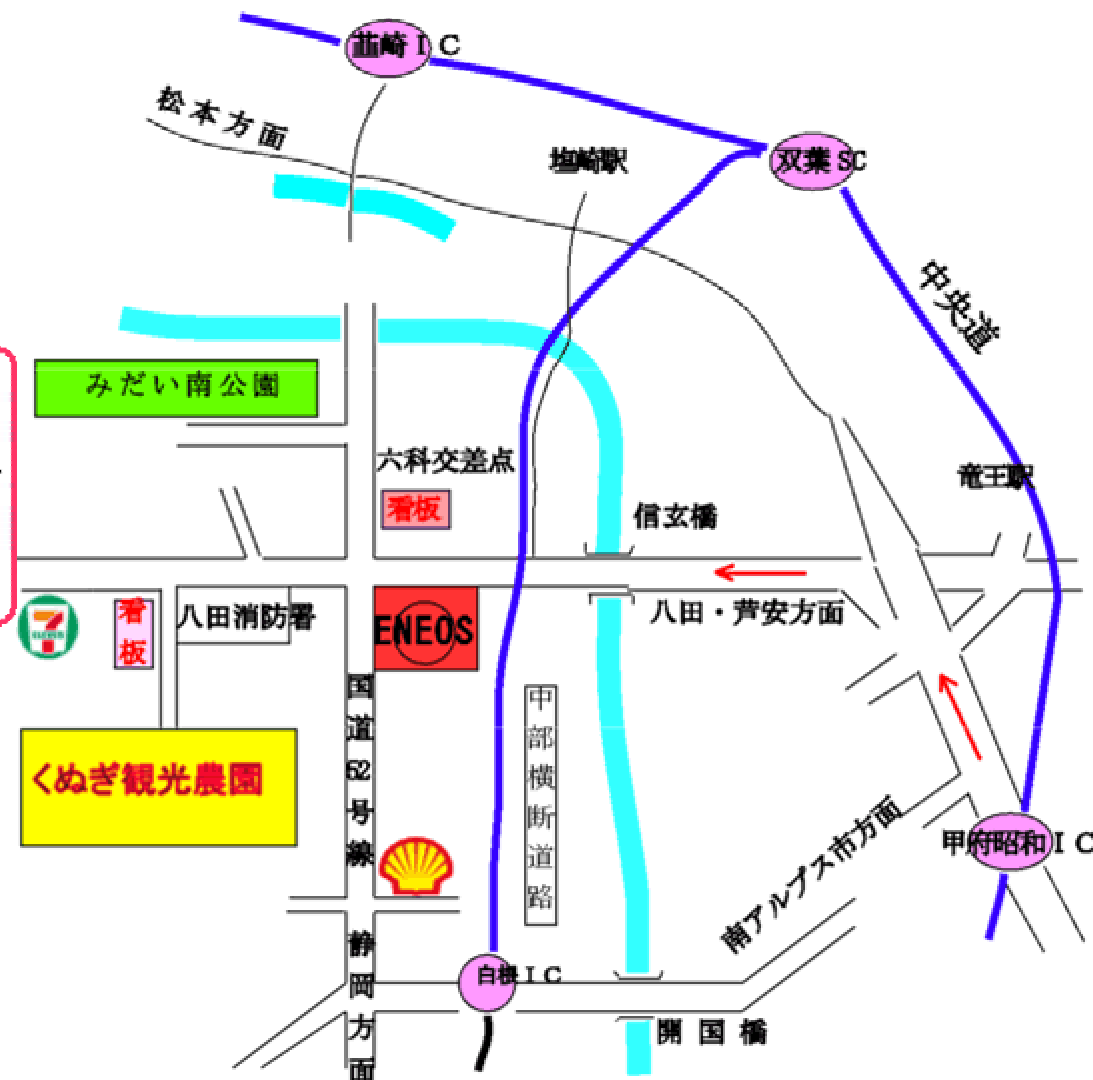 韮崎ＩＣ
松本方面
塩崎駅
双葉SC
中央道
みだい南公園
六科交差点
看板
竜王駅
信玄橋
7
ELEVEN
看板
八田消防署
ENEOS
八田・芦安方面
国道52号線
中部横断道路
くぬぎ観光農園
南アルプス市方面
甲府昭和ＩＣ
静岡方面
白根ＩＣ
開国橋